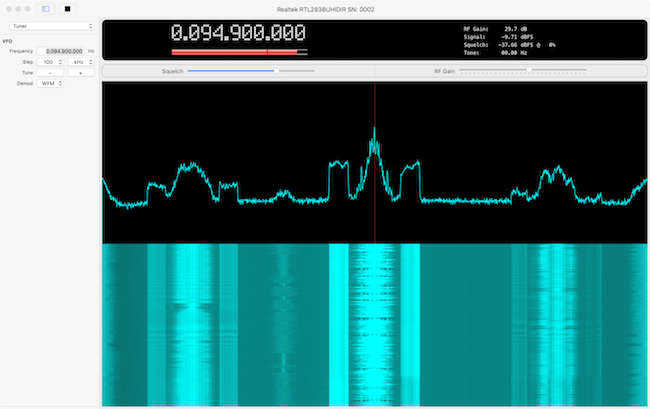 Realtek RTL2838UHIDIR SN: 0002
Tuner
VFO
Frequency 0.094.900.000 Hz
Step 100 kHz
Tune - +
Demod WFM
0.094.900.000
RF Gain: 29.7 dB
Signal: -9.71 dBFS
Squelch: -37.66 dBFS @ 0%
Tone: 00.00 Hz
Squelch
RF Gain